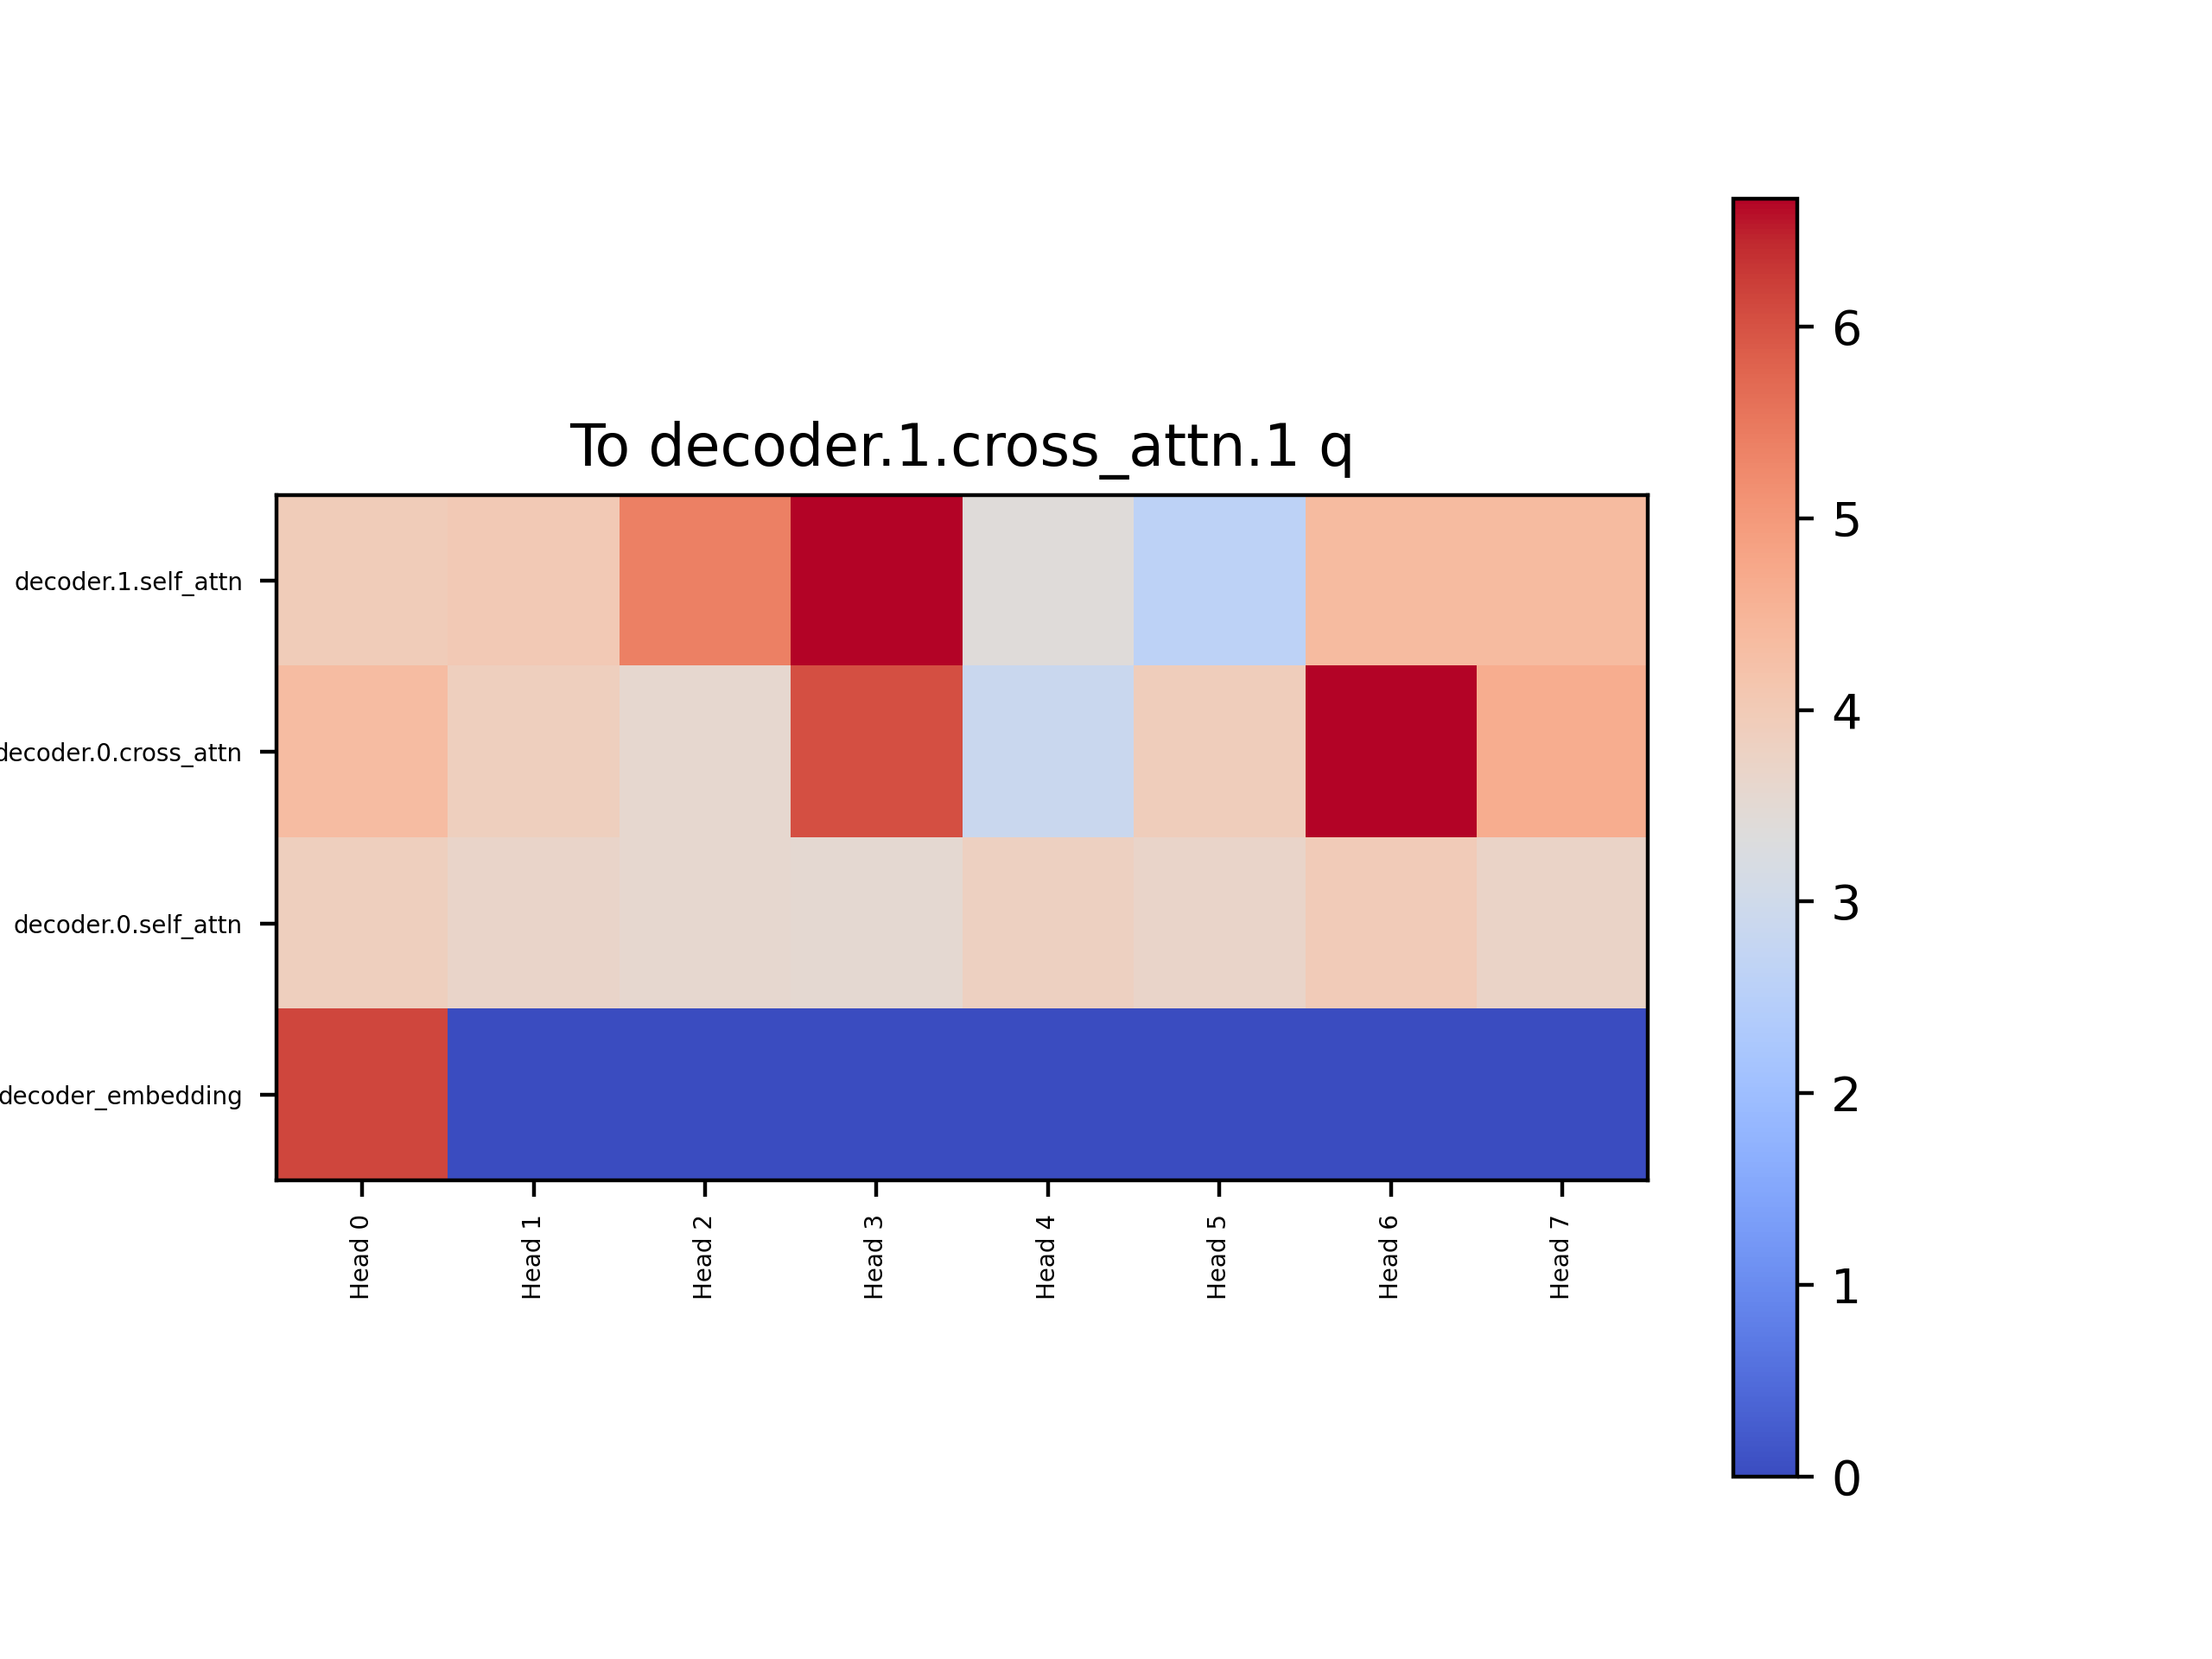 To decoder.1.cross_attn.1 q
decoder.1.self_attn
decoder.0.cross_attn
decoder.0.self_attn
decoder_embedding
Head 0
Head 1
Head 2
Head 3
Head 4
Head 5
Head 6
Head 7
6
5
4
3
2
1
0